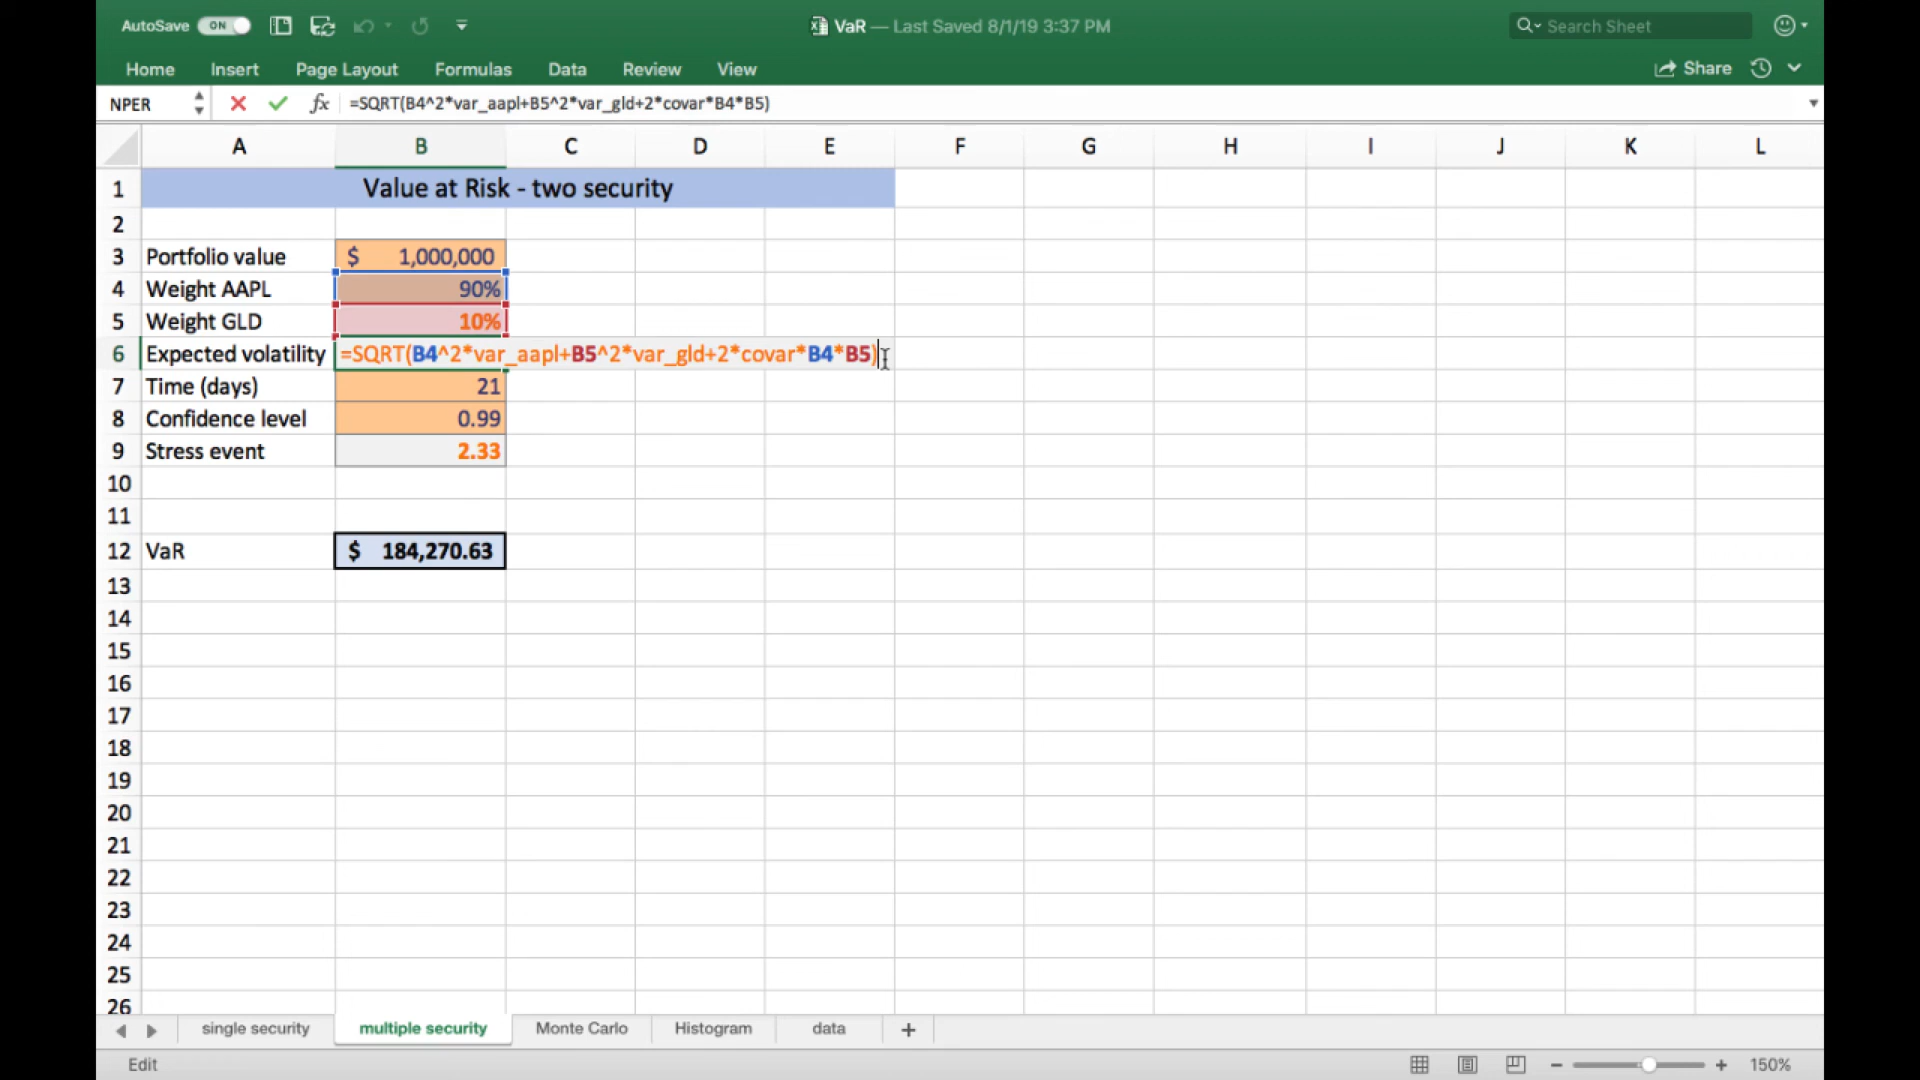 AutoSave ON VaR — Last Saved 8/1/19 3:37 PM Search Sheet
Home Insert Page Layout Formulas Data Review View Share
NPER fx =SQRT(B4^2*var_aapl+B5^2*var_gld+2*covar*B4*B5)
A B C D E F G H I J K L
1 Value at Risk - two security
2
3 Portfolio value $ 1,000,000
4 Weight AAPL 90%
5 Weight GLD 10%
6 Expected volatility =SQRT(B4^2*var_aapl+B5^2*var_gld+2*covar*B4*B5)
7 Time (days) 21
8 Confidence level 0.99
9 Stress event 2.33
10
11
12 VaR $ 184,270.63
13
14
15
16
17
18
19
20
21
22
23
24
25
26
single security multiple security Monte Carlo Histogram data +
Edit 150%